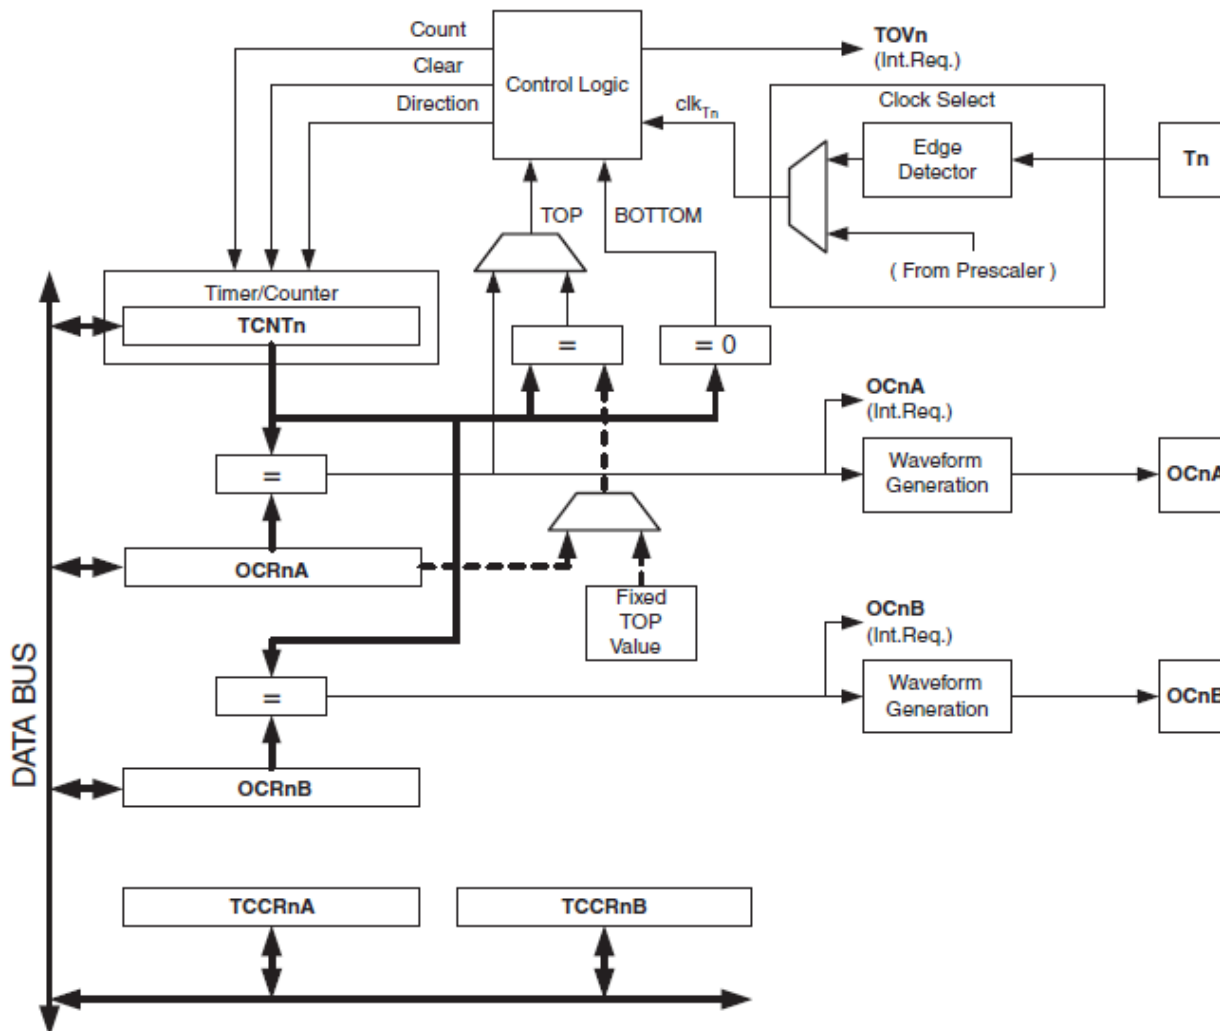 Count
Clear
Direction
Control Logic
TOVn
(Int.Req.)
clkTn
Clock Select
Edge
Detector
Tn
TOP
BOTTOM
( From Prescaler )
Timer/Counter
TCNTn
=
= 0
OCnA
(Int.Req.)
=
Waveform
Generation
OCnA
OCRnA
Fixed
TOP
Value
OCnB
(Int.Req.)
=
Waveform
Generation
OCnB
OCRnB
DATA BUS
TCCRnA
TCCRnB